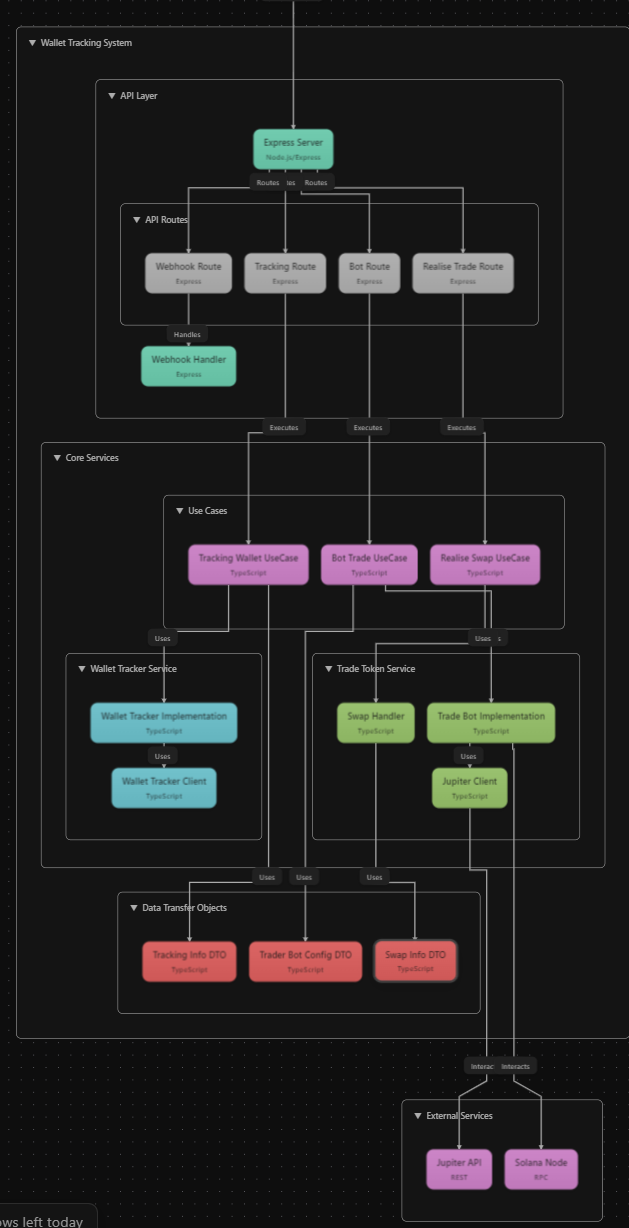 Wallet Tracking System
API Layer
Express Server
Node.js/Express
Routes
Routes
API Routes
Webhook Route
Express
Tracking Route
Express
Bot Route
Express
Realise Trade Route
Express
Handles
Webhook Handler
Express
Executes
Executes
Executes
Core Services
Use Cases
Tracking Wallet UseCase
TypeScript
Bot Trade UseCase
TypeScript
Realise Swap UseCase
TypeScript
Uses
Uses
Wallet Tracker Service
Trade Token Service
Wallet Tracker Implementation
TypeScript
Swap Handler
TypeScript
Trade Bot Implementation
TypeScript
Uses
Uses
Wallet Tracker Client
TypeScript
Jupiter Client
TypeScript
Uses
Uses
Uses
Data Transfer Objects
Tracking Info DTO
TypeScript
Trader Bot Config DTO
TypeScript
Swap Info DTO
TypeScript
Interac
Interacts
External Services
Jupiter API
REST
Solana Node
RPC
ows left today